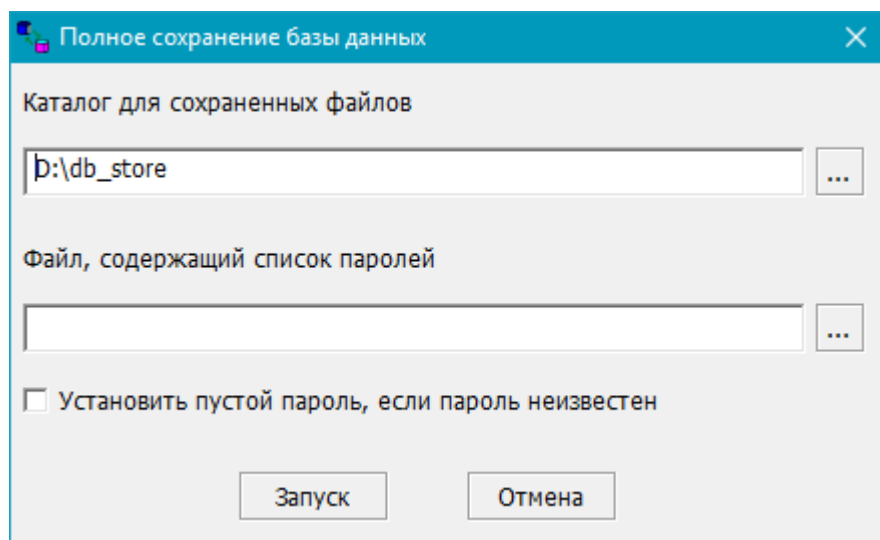 Полное сохранение базы данных
Каталог для сохраненных файлов
D:\db_store
...
Файл, содержащий список паролей
...
Установить пустой пароль, если пароль неизвестен
Запуск Отмена